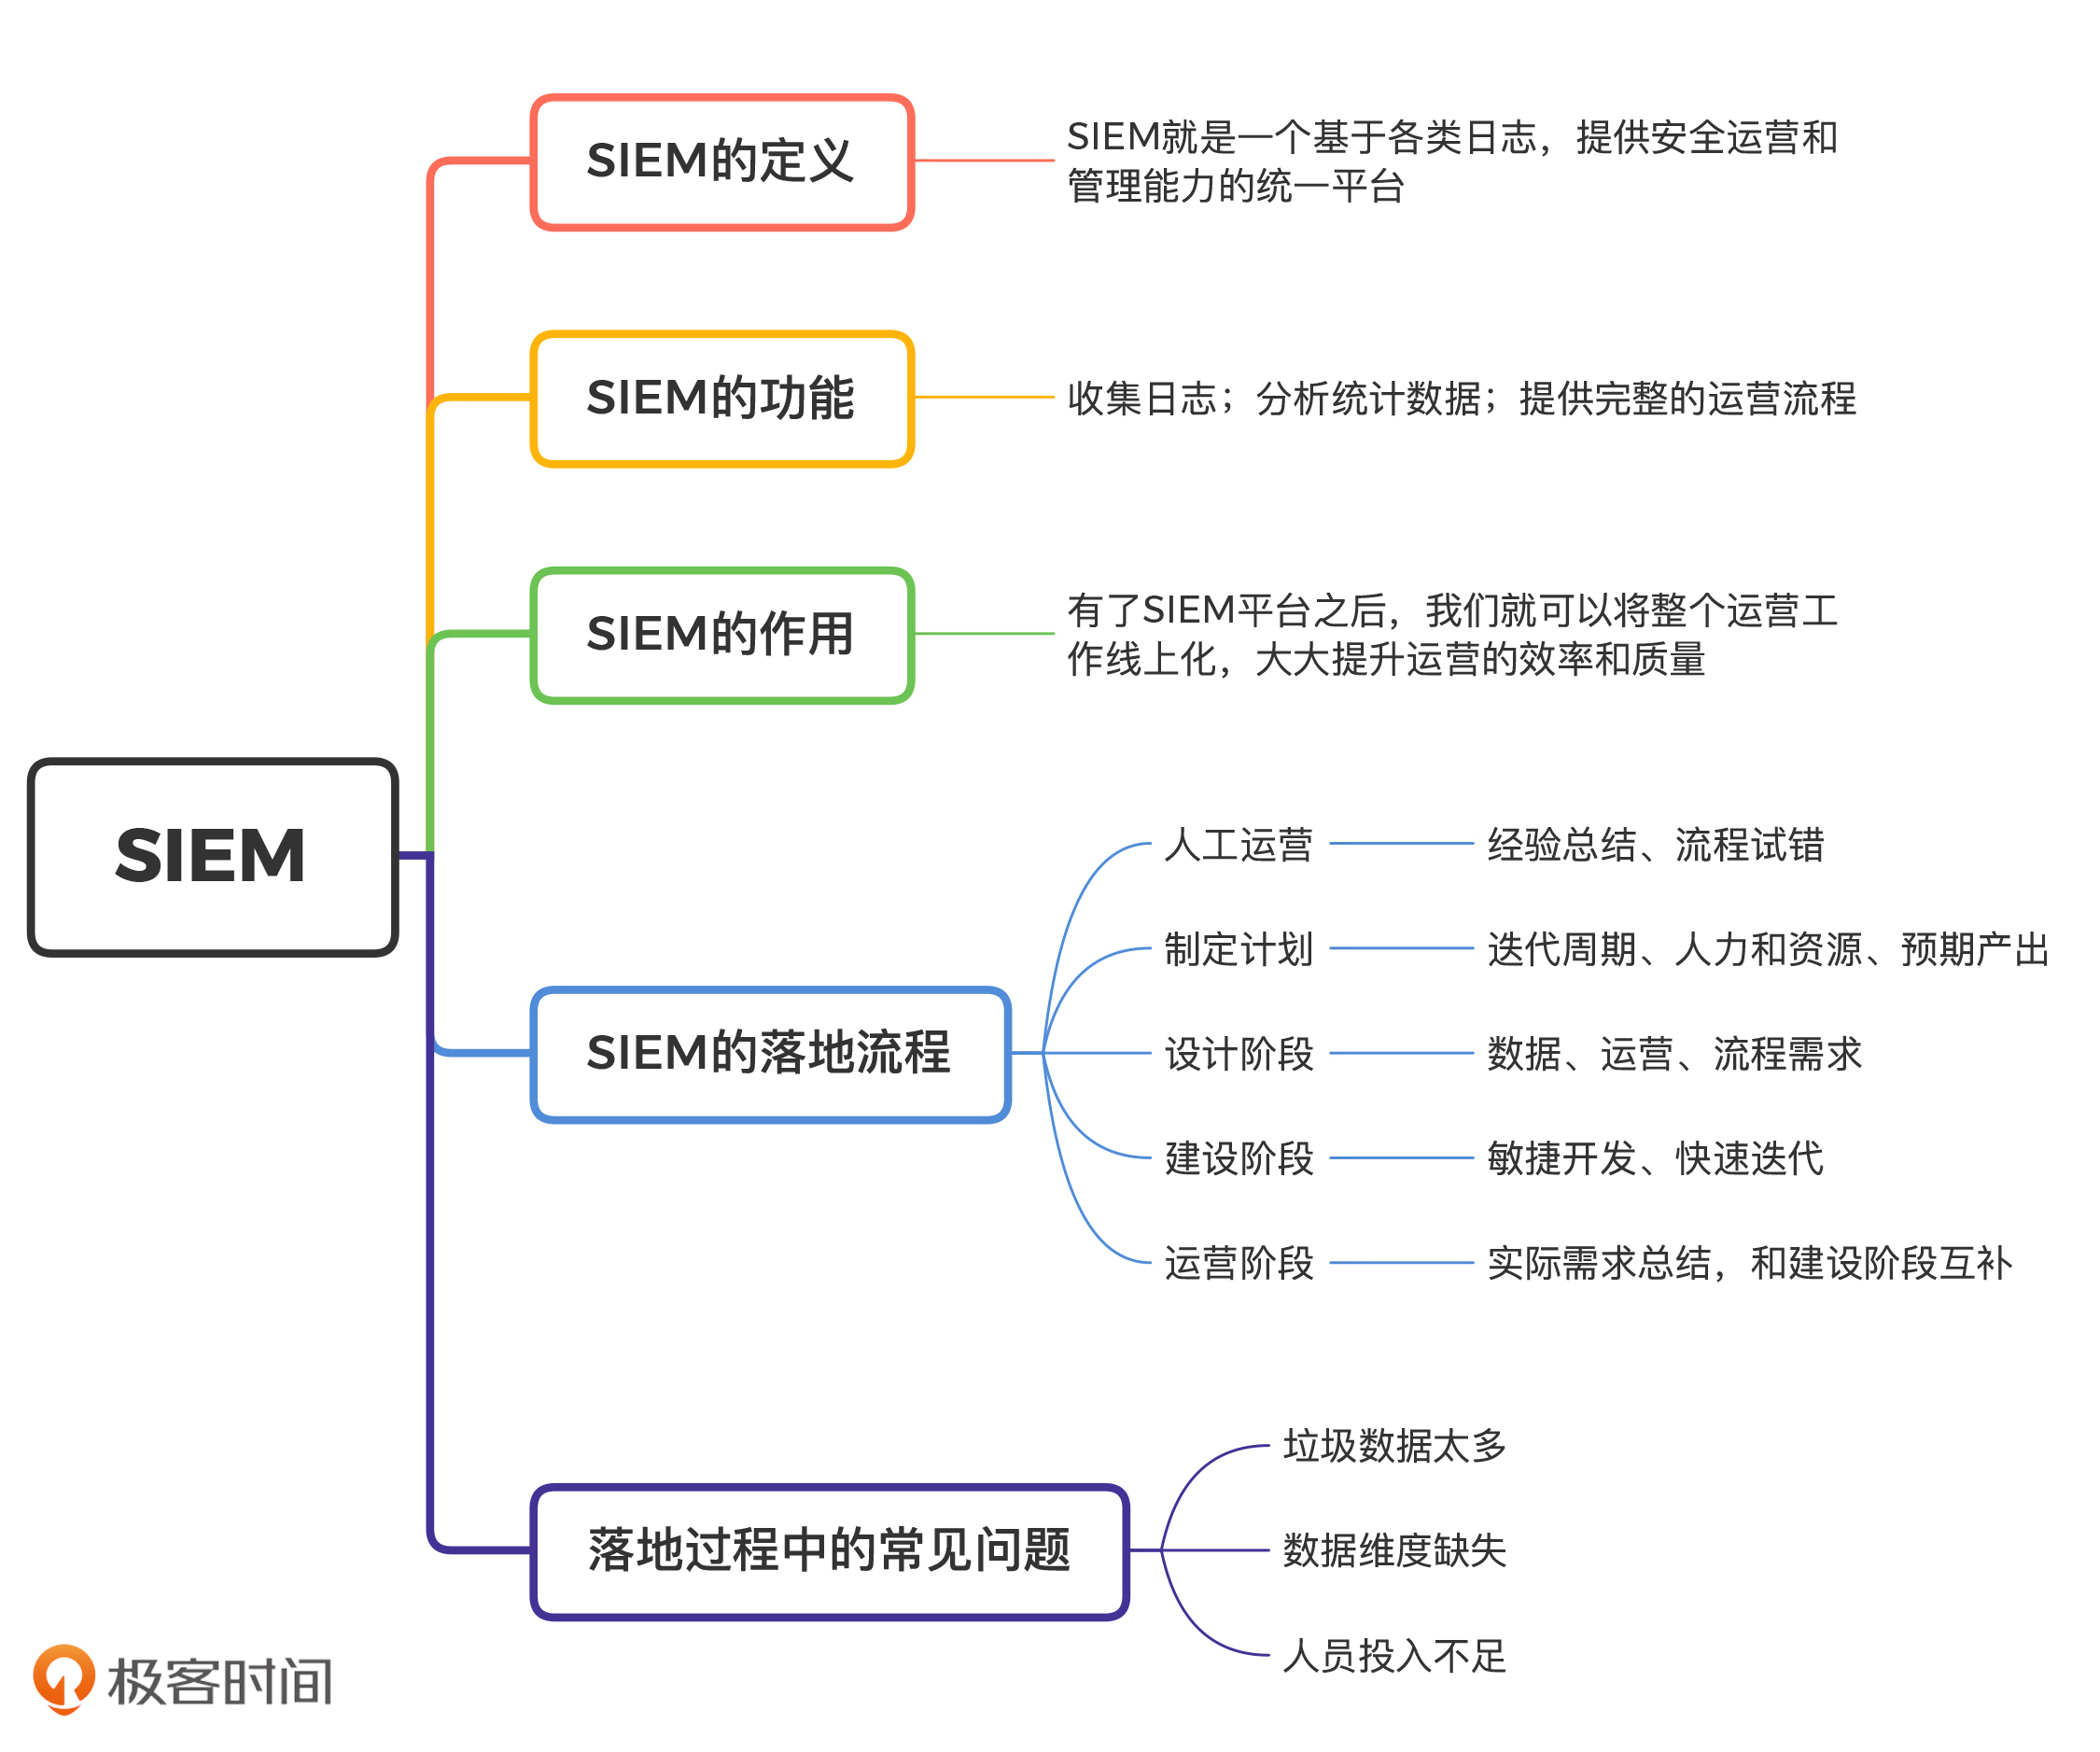 SIEM的定义
SIEM就是一个基于各类日志，提供安全运营和
管理能力的统一平台
SIEM的功能
收集日志；分析统计数据；提供完整的运营流程
SIEM的作用
有了SIEM平台之后，我们就可以将整个运营工
作线上化，大大提升运营的效率和质量
SIEM
SIEM的落地流程
人工运营
经验总结、流程试错
制定计划
迭代周期、人力和资源、预期产出
设计阶段
数据、运营、流程需求
建设阶段
敏捷开发、快速迭代
运营阶段
实际需求总结，和建设阶段互补
落地过程中的常见问题
垃圾数据太多
数据维度缺失
人员投入不足
极客时间